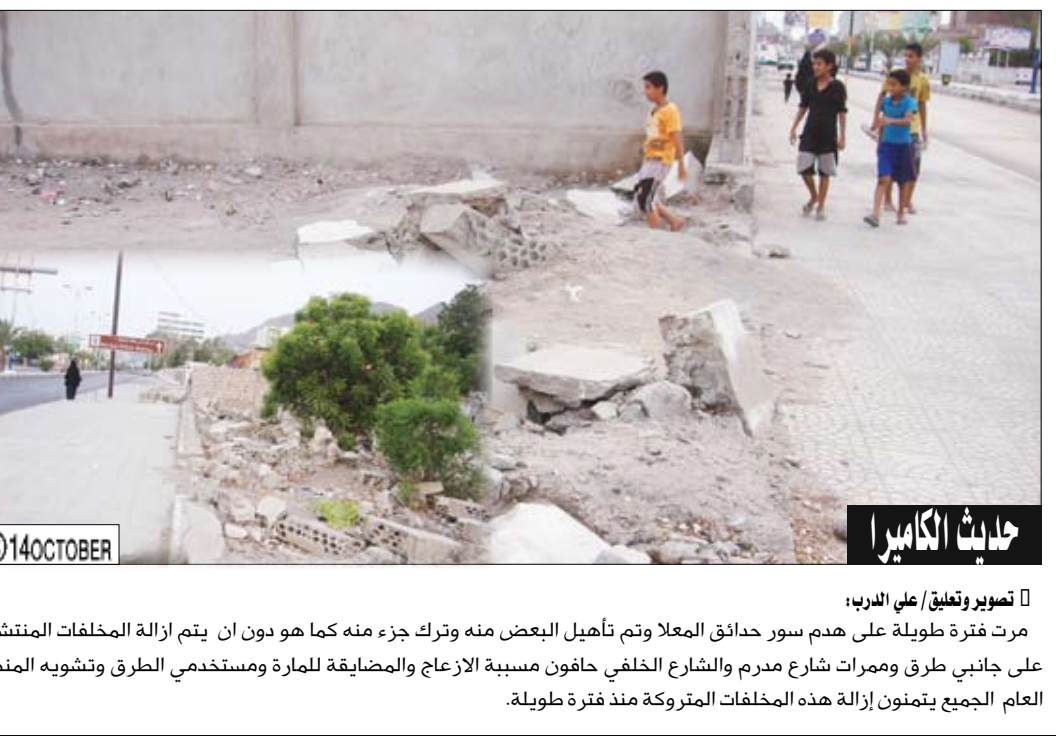 حديث الكاميرا
14OCTOBER
تصوير وتعليق/ علي الدرب:
مرت فترة طويلة على هدم سور حدائق المعلا وتم تأهيل البعض منه وترك جزء منه كما هو دون ان يتم ازالة المخلفات
على جانبي طرق وممرات شارع مدرم والشارع الخلفي حافون مسببة الازعاج والمضايقة للمارة ومستخدمي الطرق وتشويه
العام الجميع يتمنون إزالة هذه المخلفات المتروكة منذ فترة طويلة.